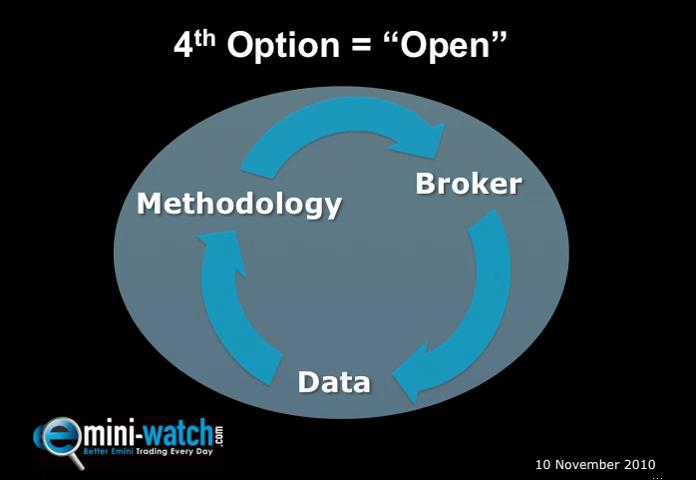 4th Option = “Open”
Broker
Methodology
Data
emini-watch.com
Better Emini Trading Every Day
10 November 2010